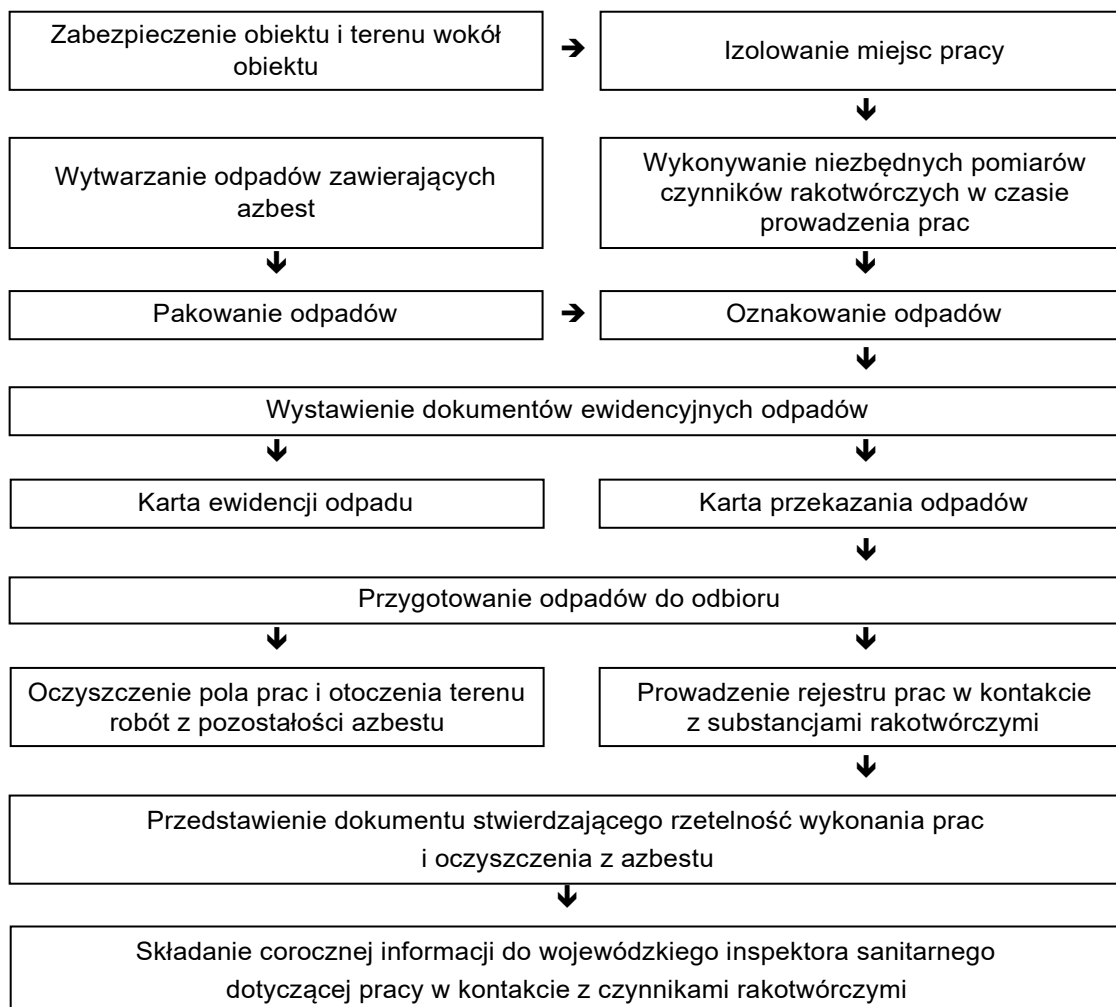 Zabezpieczenie obiektu i terenu wokół
obiektu
➔
Izolowanie miejsc pracy
Wytwarzanie odpadów zawierających
azbest
Wykonywanie niezbędnych pomiarów
czynników rakotwórczych w czasie
prowadzenia prac
Pakowanie odpadów
➔
Oznakowanie odpadów
Wystawienie dokumentów ewidencyjnych odpadów
Karta ewidencji odpadu
Karta przekazania odpadów
Przygotowanie odpadów do odbioru
Oczyszczenie pola prac i otoczenia terenu
robót z pozostałości azbestu
Prowadzenie rejestru prac w kontakcie
z substancjami rakotwórczymi
Przedstawienie dokumentu stwierdzającego rzetelność wykonania prac
i oczyszczenia z azbestu
Składanie corocznej informacji do wojewódzkiego inspektora sanitarnego
dotyczącej pracy w kontakcie z czynnikami rakotwórczymi